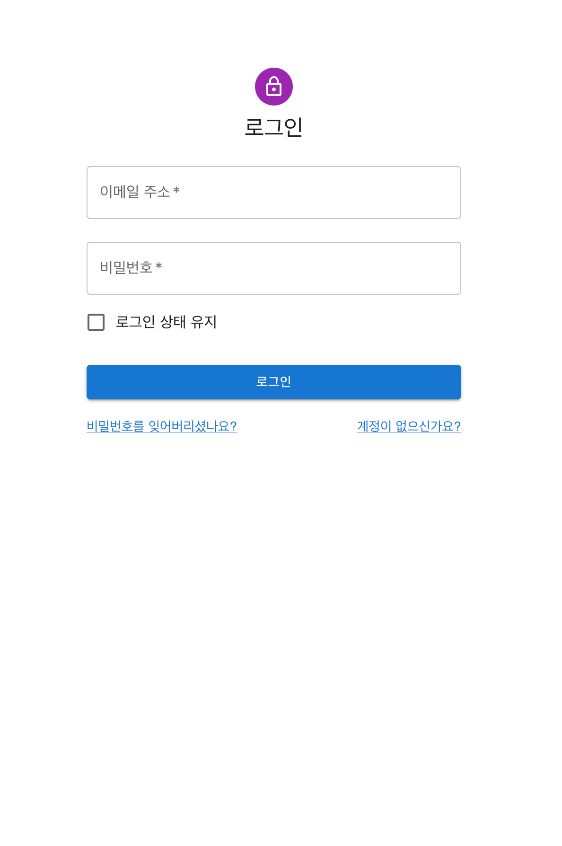 로그인
이메일 주소 *
비밀번호 *
로그인 상태 유지
로그인
비밀번호를 잊어버리셨나요? 계정이 없으신가요?